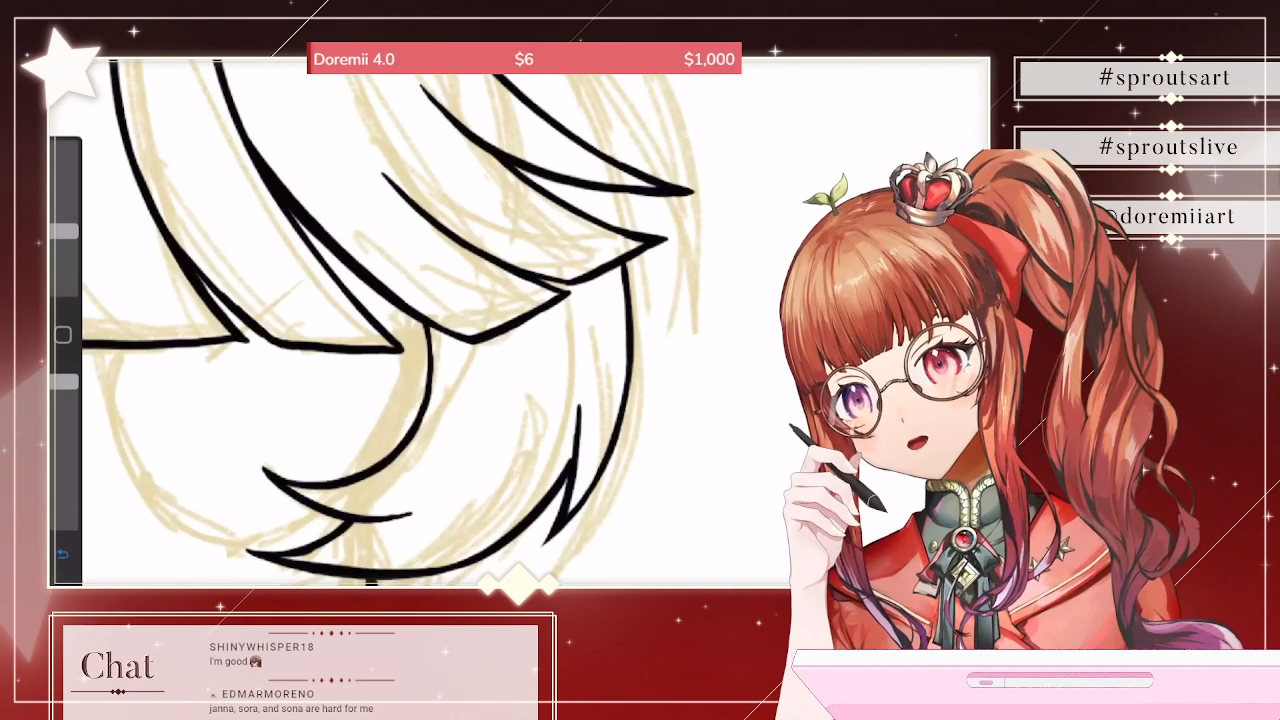 Doremii 4.0 $6 $1,000
#sproutsart
#sproutslive
@doremiiart
Chat
SHINYWHISPER18
I'm good
EDMARMORENO
janna, sora, and sona are hard for me